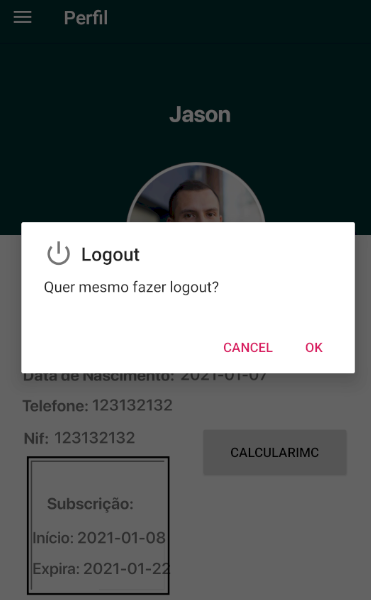 Perfil
Jason
Logout
Quer mesmo fazer logout?
CANCEL OK
Data de Nascimento: 2021-01-07
Telefone: 123132132
Nif: 123132132
CALCULARIMC
Subscrição:
Início: 2021-01-08
Expira: 2021-01-22